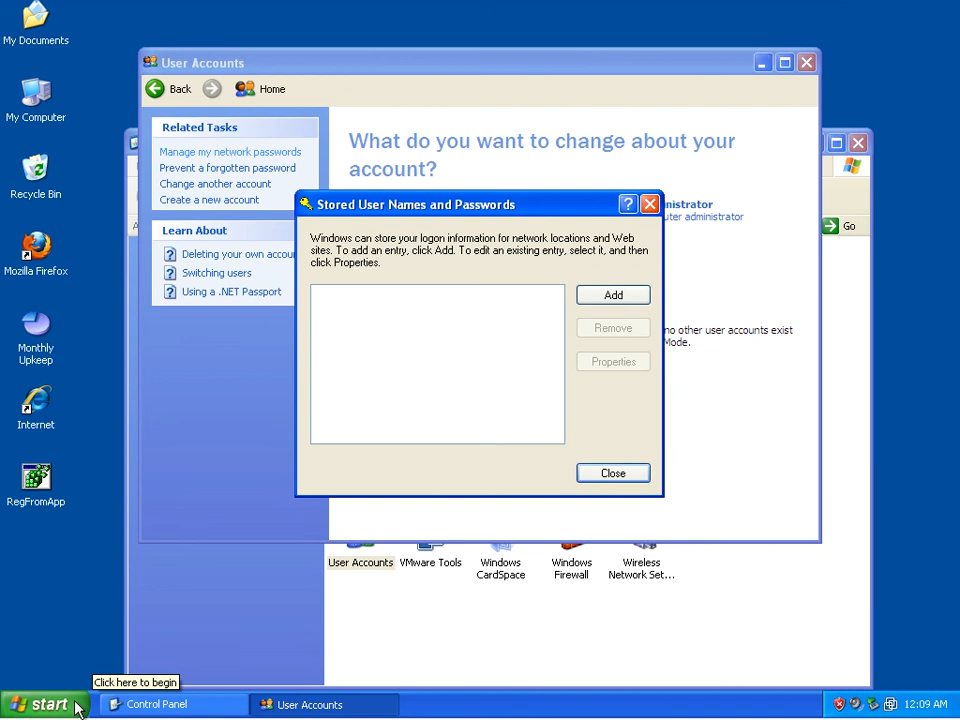 My Documents
My Computer
Recycle Bin
Mozilla Firefox
Monthly
Upkeep
Internet
RegFromApp
User Accounts
Back
Home
Related Tasks
Manage my network passwords
Prevent a forgotten password
Change another account
Create a new account
Learn About
Deleting your own accou
Switching users
Using a .NET Passport
What do you want to change about your
account?
ministrator
uter administrator
no other user accounts exist
Mode.
Go
Stored User Names and Passwords
Windows can store your logon information for network locations and Web
sites. To add an entry, click Add. To edit an existing entry, select it, and then
click Properties.
Add
Remove
Properties
Close
User Accounts
VMware Tools
Windows
CardSpace
Windows
Firewall
Wireless
Network Set...
Click here to begin
start
Control Panel
User Accounts
12:09 AM